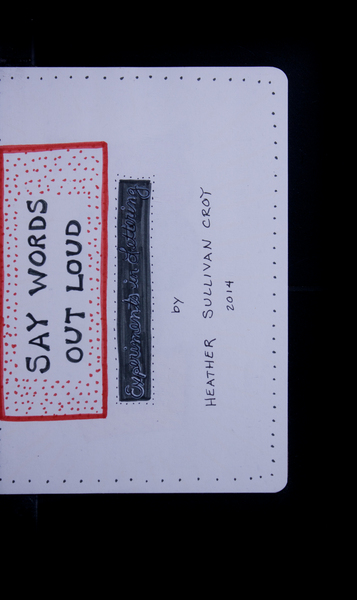 SAY WORDS
OUT LOUD
Experiments in Lettering
by
HEATHER SULLIVAN CROY
2014